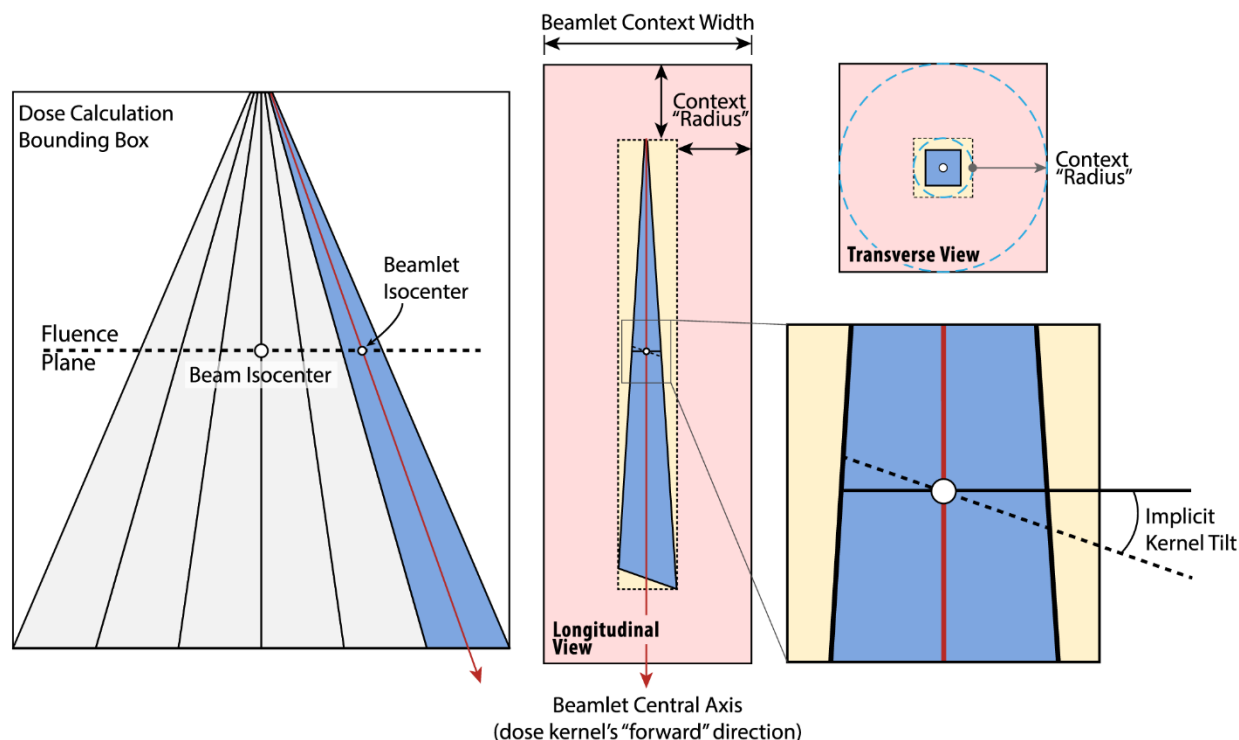 Dose Calculation
Bounding Box
Fluence
Plane
Beam Isocenter
Beamlet
Isocenter
Beamlet Context Width
Context
“Radius”
Longitudinal
View
Beamlet Central Axis
(dose kernel’s “forward” direction)
Context
“Radius”
Transverse View
Implicit
Kernel Tilt